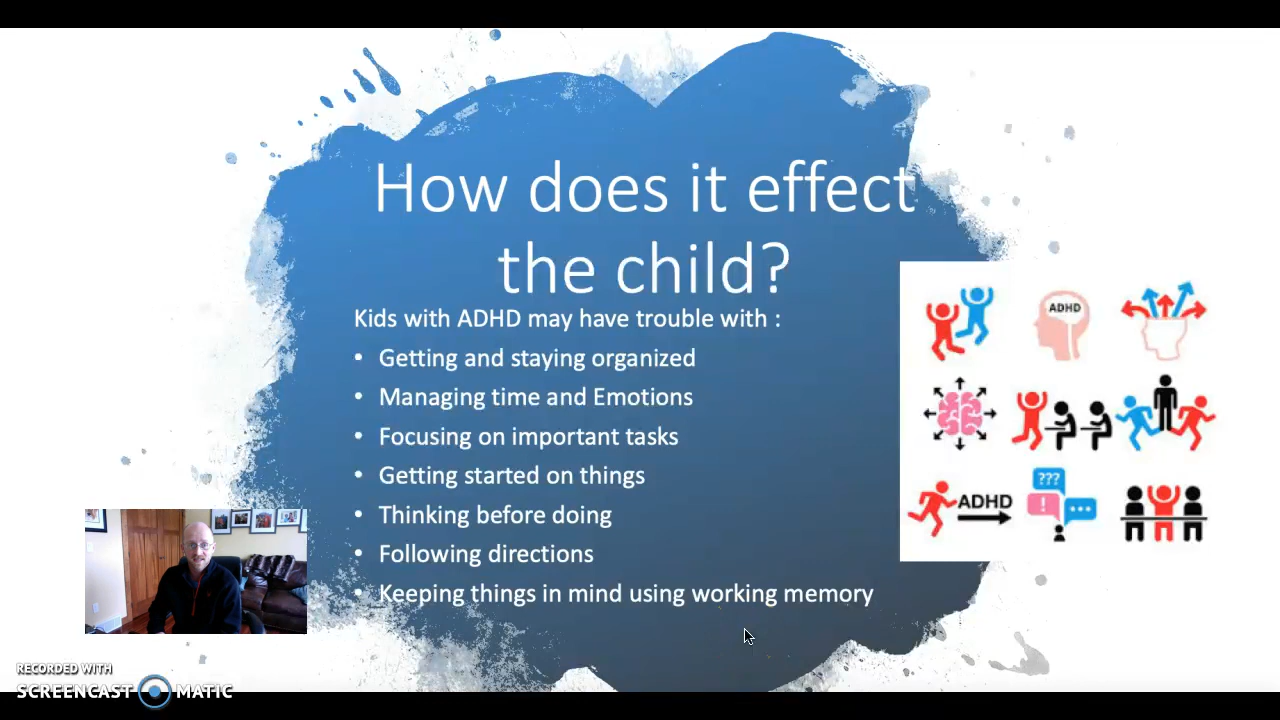 How does it effect
the child?
Kids with ADHD may have trouble with :
• Getting and staying organized
• Managing time and Emotions
• Focusing on important tasks
• Getting started on things
• Thinking before doing
• Following directions
• Keeping things in mind using working memory
ADHD
ADHD
???
!
...
RECORDED WITH
SCREENCAST MATIC